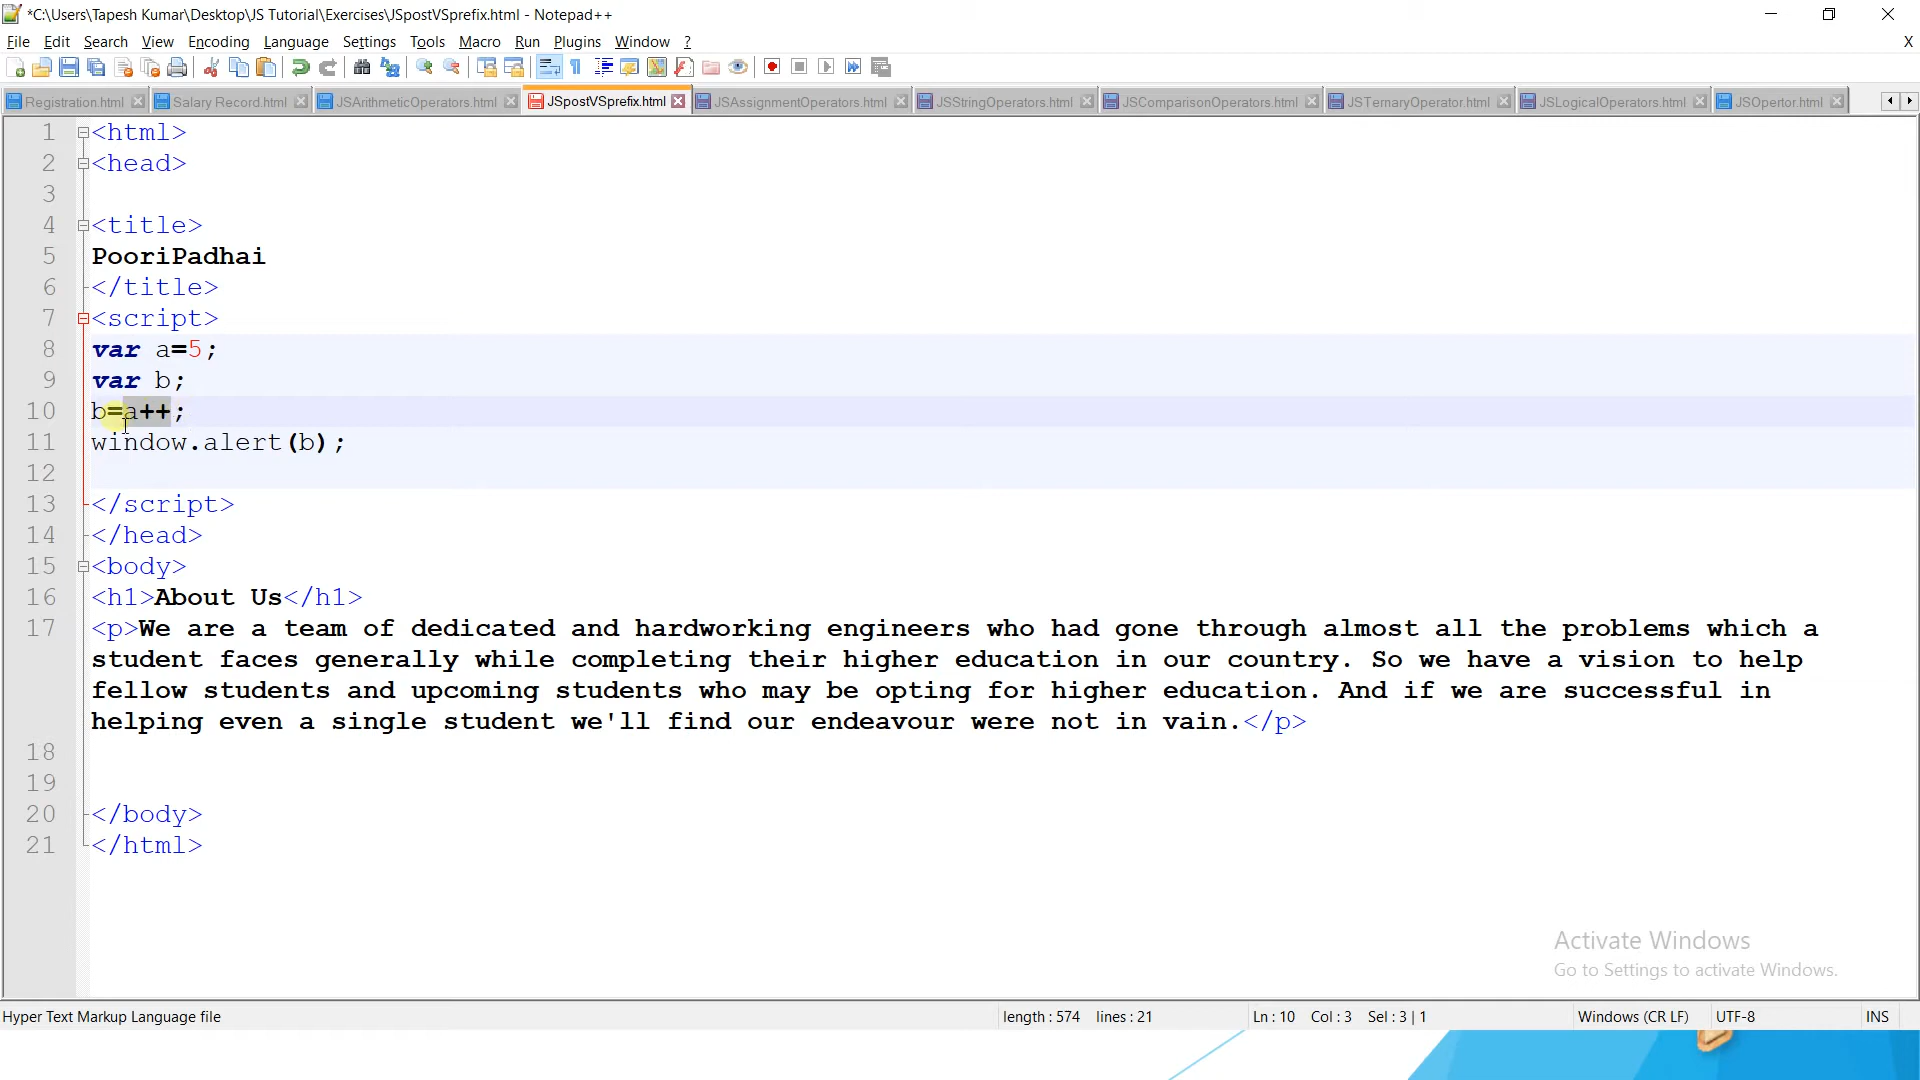 *C:\Users\Tapesh Kumar\Desktop\JS Tutorial\Exercises\JSpostVSprefix.html - Notepad++
File Edit Search View Encoding Language Settings Tools Macro Run Plugins Window ? X
Registration.html Salary Record.html JSArithmeticOperators.html JSpostVSprefix.html JSAssignmentOperators.html JSStringOperators.html JSComparisonOperators.html JSTernaryOperator.html JSLogicalOperators.html JSOpertor.html
1 <html>
2 <head>
3
4 <title>
5 PooriPadhai
6 </title>
7 <script>
8 var a=5;
9 var b;
10 b=a++;
11 window.alert(b);
12
13 </script>
14 </head>
15 <body>
16 <h1>About Us</h1>
17 <p>We are a team of dedicated and hardworking engineers who had gone through almost all the problems which a
student faces generally while completing their higher education in our country. So we have a vision to help
fellow students and upcoming students who may be opting for higher education. And if we are successful in
helping even a single student we'll find our endeavour were not in vain.</p>
18
19
20 </body>
21 </html>
Activate Windows
Go to Settings to activate Windows.
Hyper Text Markup Language file length : 574 lines : 21 Ln : 10 Col : 3 Sel : 3 | 1 Windows (CR LF) UTF-8 INS